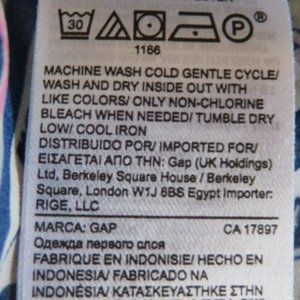 30
P
1166
MACHINE WASH COLD GENTLE CYCLE/
WASH AND DRY INSIDE OUT WITH
LIKE COLORS/ ONLY NON-CHLORINE
BLEACH WHEN NEEDED/ TUMBLE DRY
LOW/ COOL IRON
DISTRIBUIDO POR/ IMPORTED FOR/
ΕΙΣΑΓΕΤΑΙ ΑΠΟ ΤΗΝ: Gap (UK Holdings)
Ltd, Berkeley Square House / Berkeley
Square, London W1J 6BS Egypt Importer:
RIGE, LLC
MARCA: GAP CA 17897
Одежда первого слоя
FABRIQUE EN INDONISIE/ HECHO EN
INDONESIA/ FABRICADO NA
INDONÉSIA/ ΚΑΤΑΣΚΕΥΑΣΤΗΚΕ ΣΤΗΝ